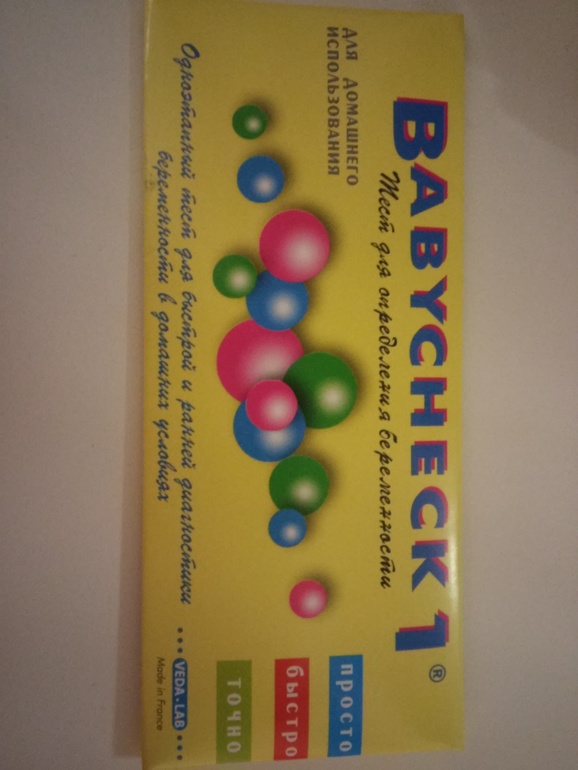 BABYCHECK 1®
Тест для определения беременности
ДЛЯ ДОМАШНЕГО
ИСПОЛЬЗОВАНИЯ
просто
быстро
точно
Одноэтапный тест для быстрой и ранней диагностики
беременности в домашних условиях
VEDA•LAB
Made in France